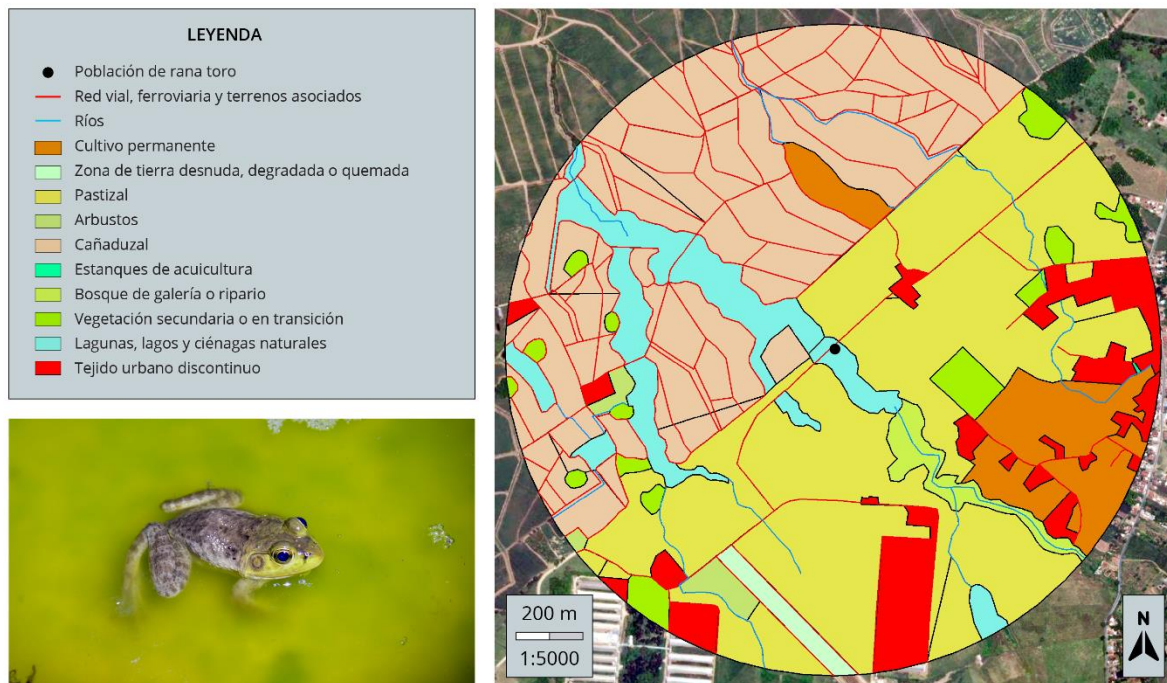 LEYENDA
Población de rana toro
Red vial, ferroviaria y terrenos asociados
Ríos
Cultivo permanente
Zona de tierra desnuda, degradada o quemada
Pastizal
Arbustos
Cañaduzal
Estanques de acuicultura
Bosque de galería o ripario
Vegetación secundaria o en transición
Lagunas, lagos y ciénagas naturales
Tejido urbano discontinuo
200 m
1:5000
N